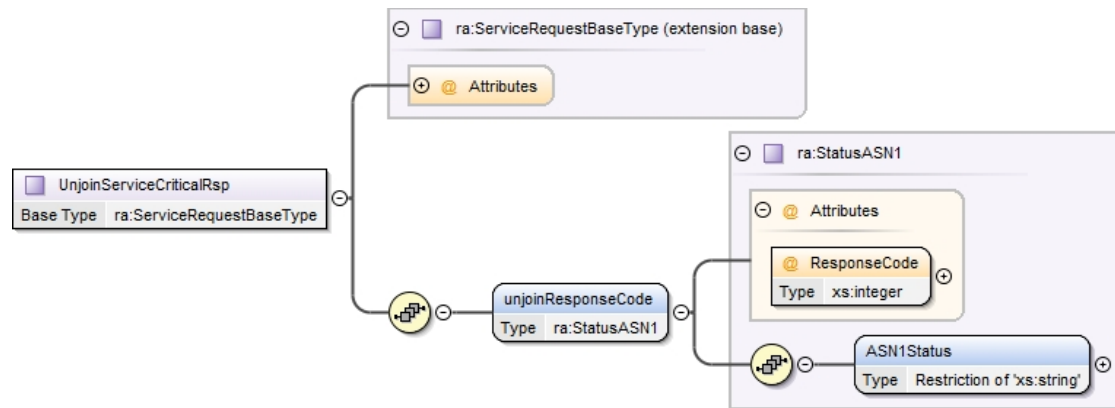 ra:ServiceRequestBaseType (extension base)
@ Attributes
UnjoinServiceCriticalRsp
Base Type ra:ServiceRequestBaseType
unjoinResponseCode
Type ra:StatusASN1
ra:StatusASN1
@ Attributes
@ ResponseCode
Type xs:integer
ASN1Status
Type Restriction of 'xs:string'